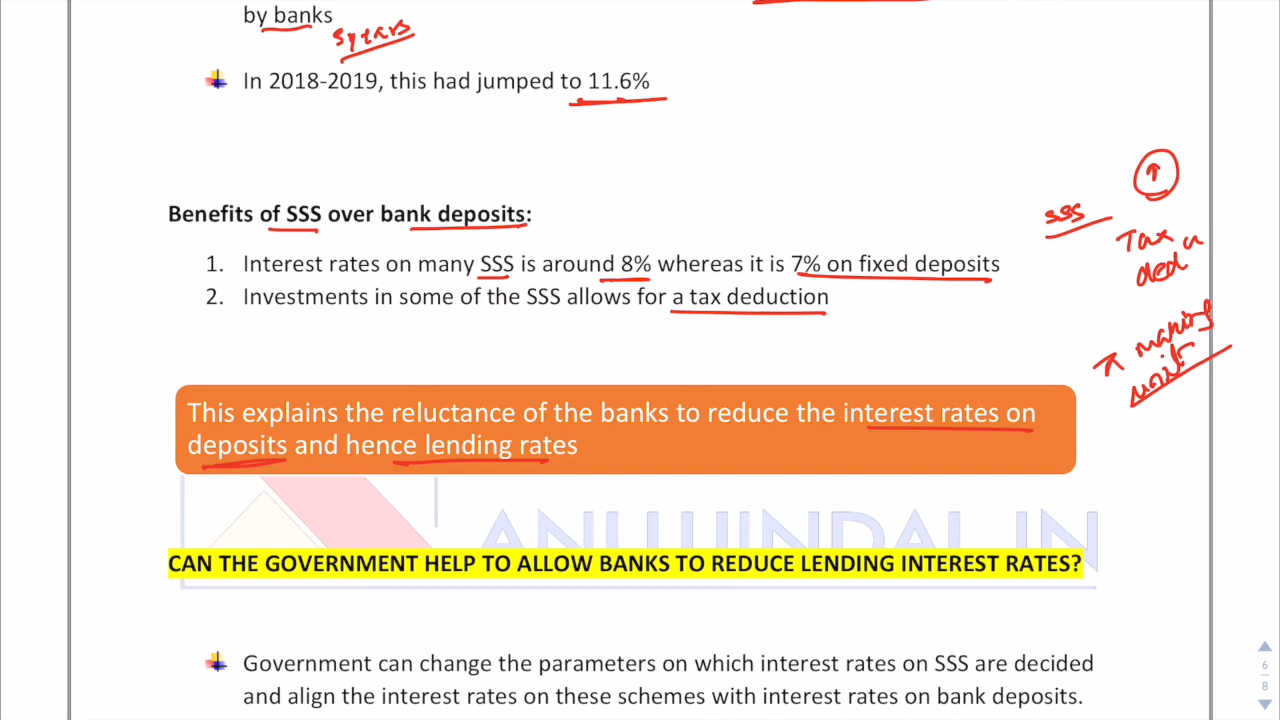 by banks
5years
In 2018-2019, this had jumped to 11.6%
Benefits of SSS over bank deposits:
SSS
Tax
ded
1. Interest rates on many SSS is around 8% whereas it is 7% on fixed deposits
2. Investments in some of the SSS allows for a tax deduction
making
This explains the reluctance of the banks to reduce the interest rates on
deposits and hence lending rates
ANUJJINDAL.IN
CAN THE GOVERNMENT HELP TO ALLOW BANKS TO REDUCE LENDING INTEREST RATES?
Government can change the parameters on which interest rates on SSS are decided
and align the interest rates on these schemes with interest rates on bank deposits.
6
8